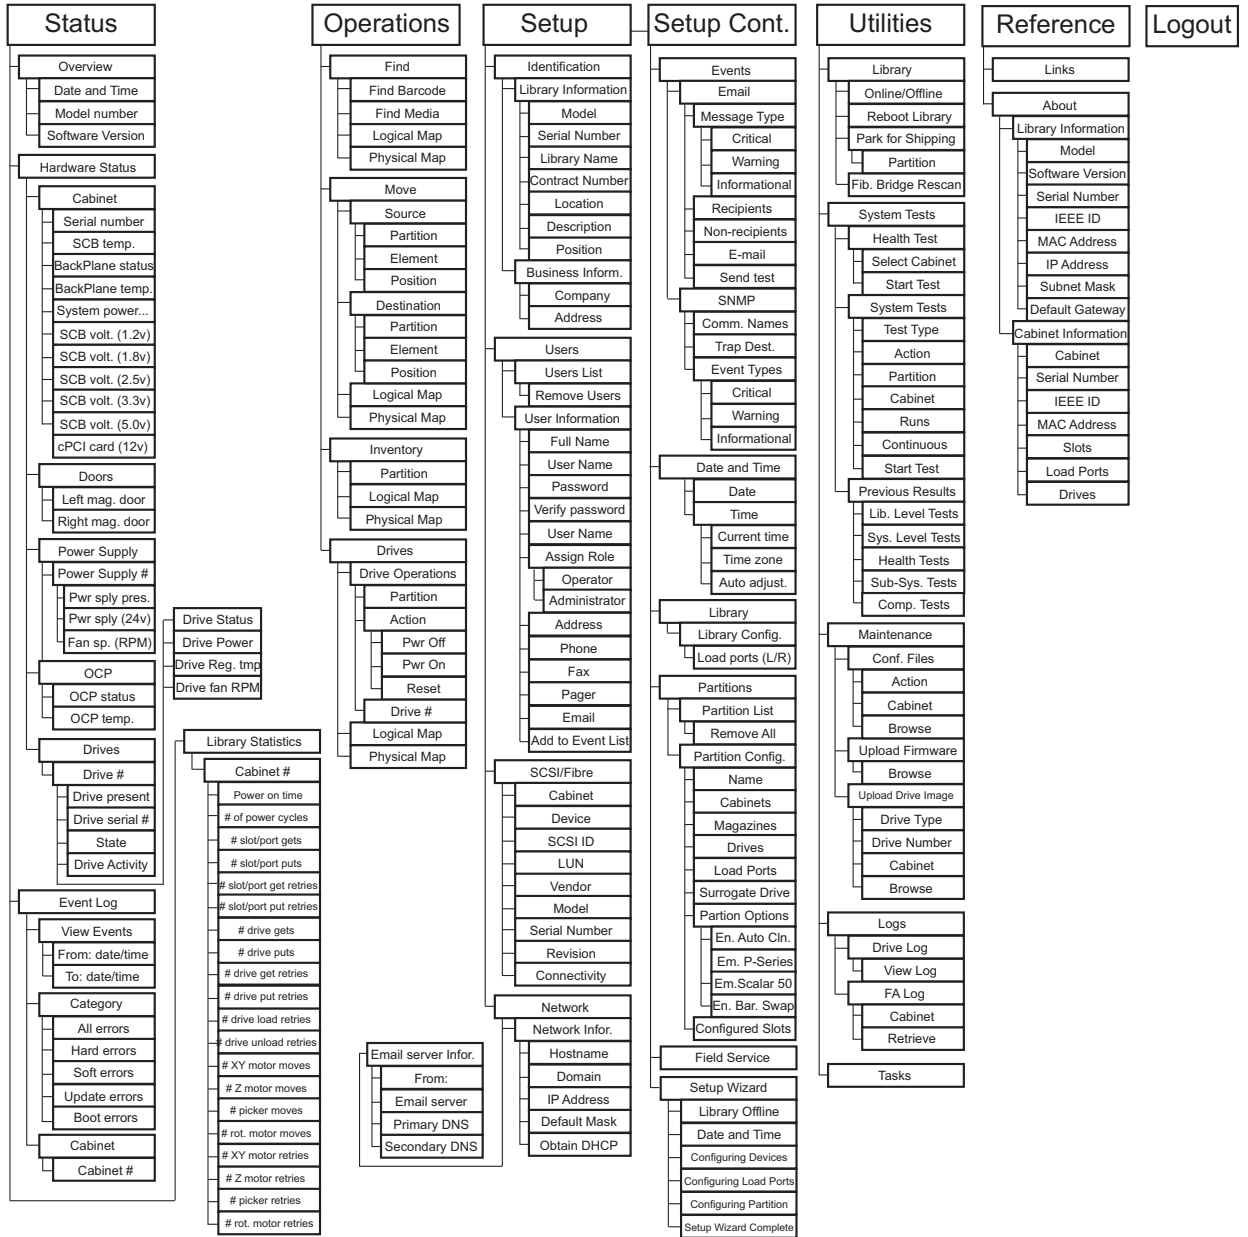 Status
Overview
Date and Time
Model number
Software Version
Hardware Status
Cabinet
Serial number
SCB temp.
BackPlane status
BackPlane temp.
System power...
SCB volt. (1.2v)
SCB volt. (1.8v)
SCB volt. (2.5v)
SCB volt. (3.3v)
SCB volt. (5.0v)
cPCI card (12v)
Doors
Left mag. door
Right mag. door
Power Supply
Power Supply #
Pwr sply pres.
Pwr sply (24v)
Fan sp. (RPM)
OCP
OCP status
OCP temp.
Drives
Drive #
Drive present
Drive serial #
State
Drive Activity
Drive Status
Drive Power
Drive Reg. tmp
Drive fan RPM
Event Log
View Events
From: date/time
To: date/time
Category
All errors
Hard errors
Soft errors
Update errors
Boot errors
Cabinet
Cabinet #
Library Statistics
Cabinet #
Power on time
# of power cycles
# slot/port gets
# slot/port puts
# slot/port get retries
# slot/port put retries
# drive gets
# drive puts
# drive get retries
# drive put retries
# drive load retries
# drive unload retries
# XY motor moves
# Z motor moves
# picker moves
# rot. motor moves
# XY motor retries
# Z motor retries
# picker retries
# rot. motor retries
Operations
Find
Find Barcode
Find Media
Logical Map
Physical Map
Move
Source
Partition
Element
Position
Destination
Partition
Element
Position
Logical Map
Physical Map
Inventory
Partition
Logical Map
Physical Map
Drives
Drive Operations
Partition
Action
Pwr Off
Pwr On
Reset
Drive #
Logical Map
Physical Map
Setup
Identification
Library Information
Model
Serial Number
Library Name
Contract Number
Location
Description
Position
Business Inform.
Company
Address
Users
Users List
Remove Users
User Information
Full Name
User Name
Password
Verify password
User Name
Assign Role
Operator
Administrator
Address
Phone
Fax
Pager
Email
Add to Event List
SCSI/Fibre
Cabinet
Device
SCSI ID
LUN
Vendor
Model
Serial Number
Revision
Connectivity
Network
Network Infor.
Hostname
Domain
IP Address
Default Mask
Obtain DHCP
Email server Infor.
From:
Email server
Primary DNS
Secondary DNS
Setup Cont.
Events
Email
Message Type
Critical
Warning
Informational
Recipients
Non-recipients
E-mail
Send test
SNMP
Comm. Names
Trap Dest.
Event Types
Critical
Warning
Informational
Date and Time
Date
Time
Current time
Time zone
Auto adjust.
Library
Library Config.
Load ports (L/R)
Partitions
Partition List
Remove All
Partition Config.
Name
Cabinets
Magazines
Drives
Load Ports
Surrogate Drive
Partion Options
En. Auto Cln.
Em. P-Series
Em.Scalar 50
En. Bar. Swap
Configured Slots
Field Service
Setup Wizard
Library Offline
Date and Time
Configuring Devices
Configuring Load Ports
Configuring Partition
Setup Wizard Complete
Utilities
Library
Online/Offline
Reboot Library
Park for Shipping
Partition
Fib. Bridge Rescan
System Tests
Health Test
Select Cabinet
Start Test
System Tests
Test Type
Action
Partition
Cabinet
Runs
Continuous
Start Test
Previous Results
Lib. Level Tests
Sys. Level Tests
Health Tests
Sub-Sys. Tests
Comp. Tests
Maintenance
Conf. Files
Action
Cabinet
Browse
Upload Firmware
Browse
Upload Drive Image
Drive Type
Drive Number
Cabinet
Browse
Logs
Drive Log
View Log
FA Log
Cabinet
Retrieve
Tasks
Reference
Links
About
Library Information
Model
Software Version
Serial Number
IEEE ID
MAC Address
IP Address
Subnet Mask
Default Gateway
Cabinet Information
Cabinet
Serial Number
IEEE ID
MAC Address
Slots
Load Ports
Drives
Logout